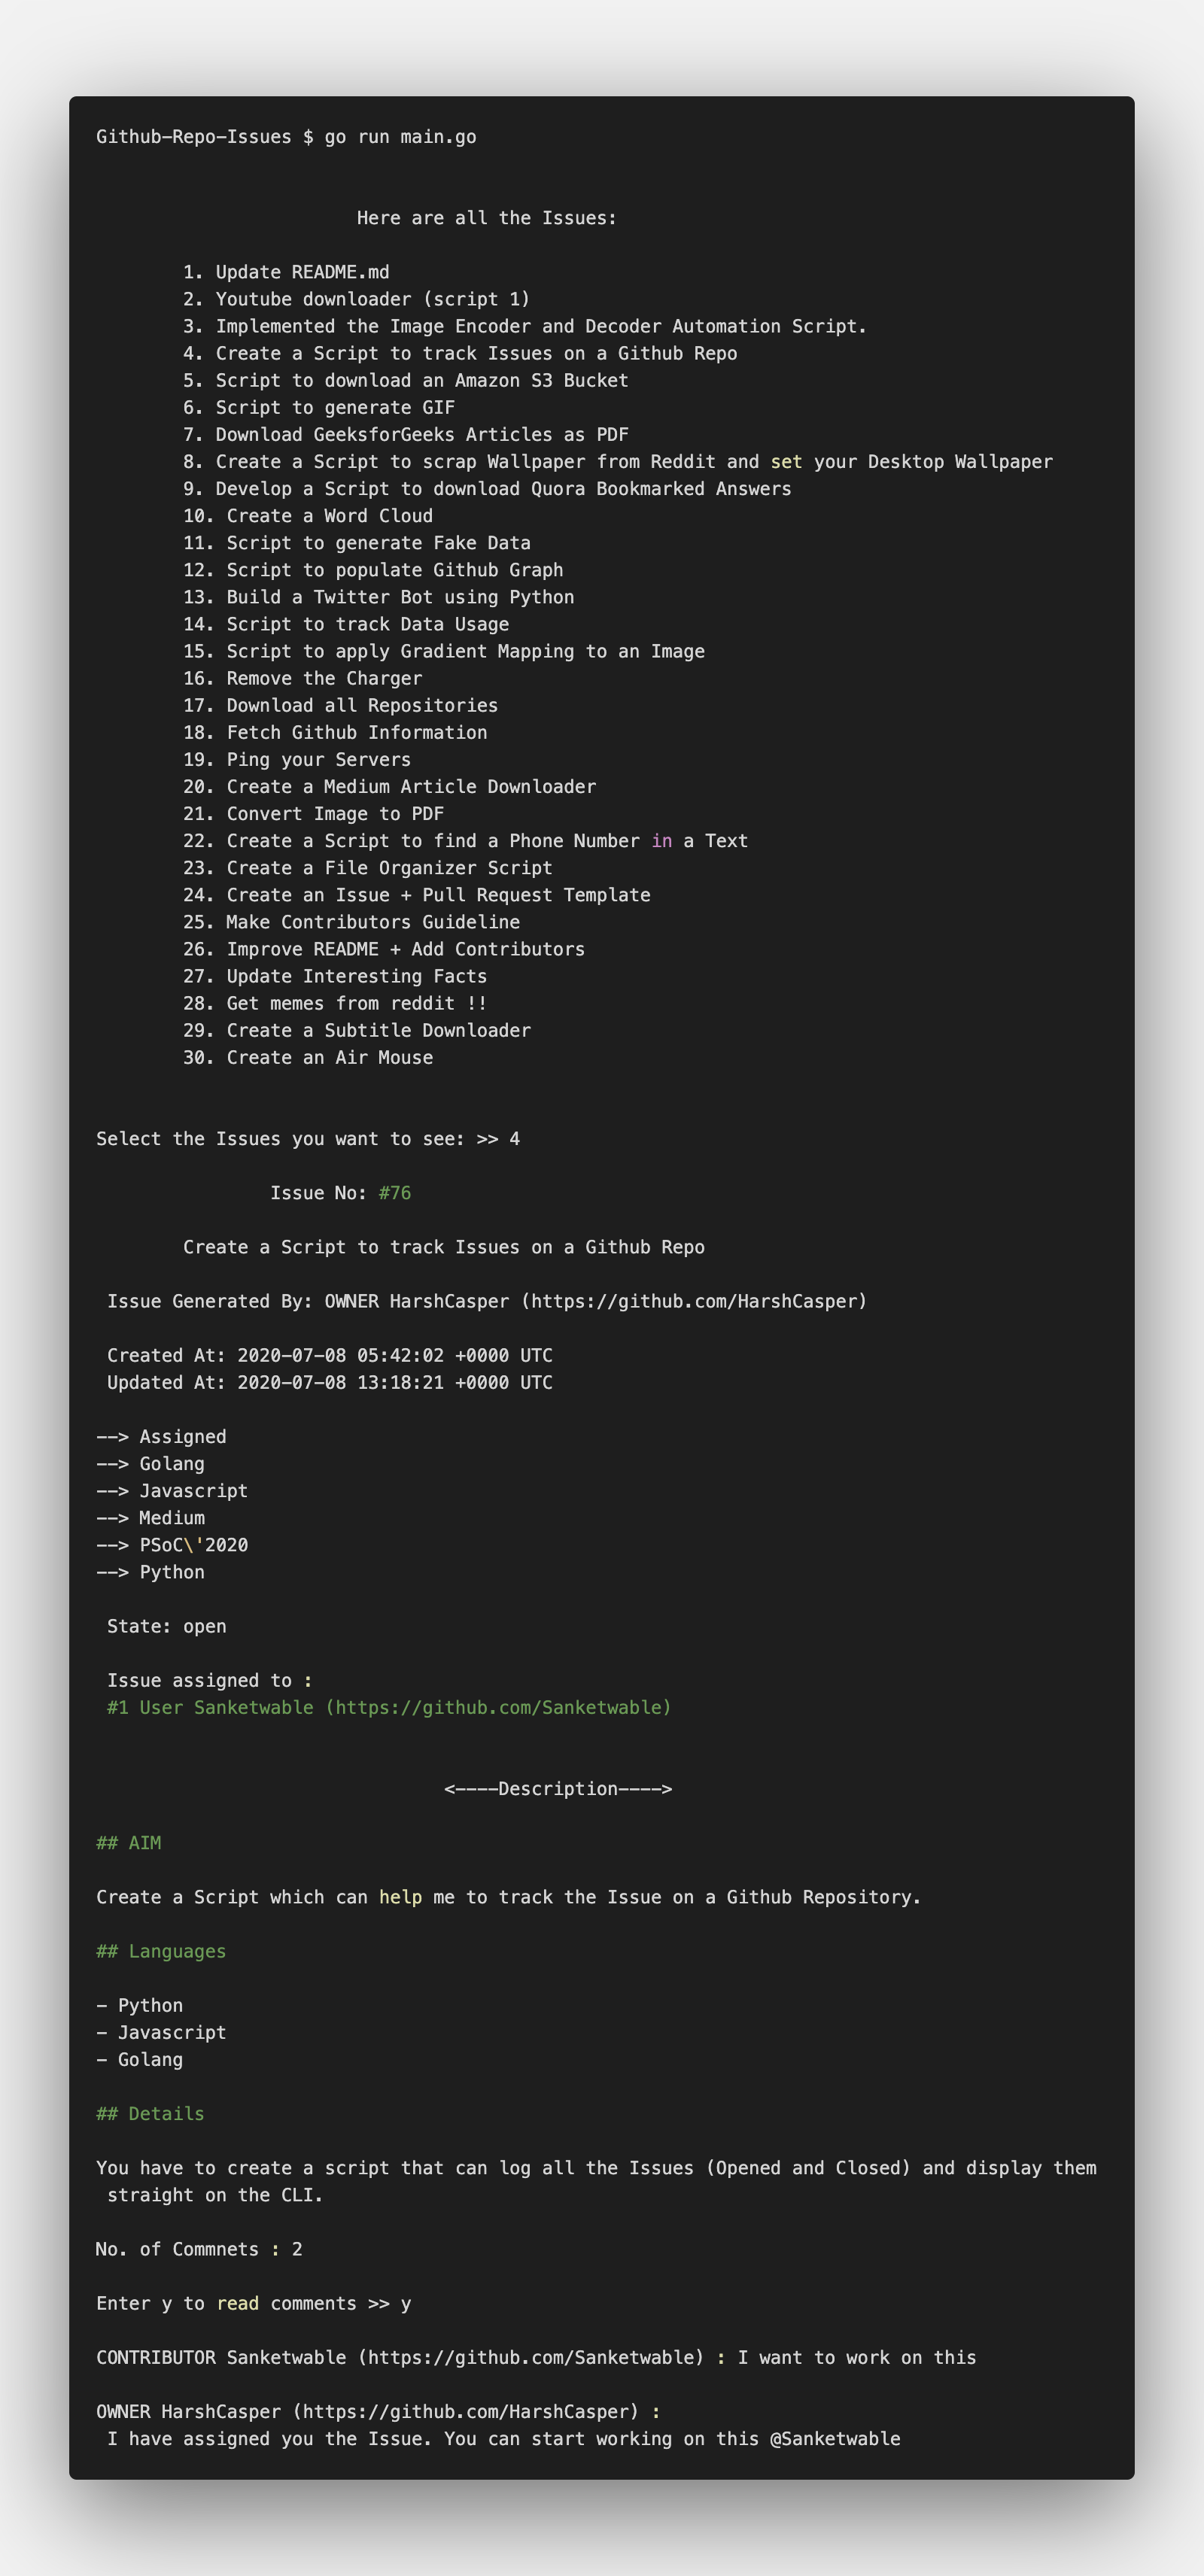 Github-Repo-Issues $ go run main.go
Here are all the Issues:
1. Update README.md
2. Youtube downloader (script 1)
3. Implemented the Image Encoder and Decoder Automation Script.
4. Create a Script to track Issues on a Github Repo
5. Script to download an Amazon S3 Bucket
6. Script to generate GIF
7. Download GeeksforGeeks Articles as PDF
8. Create a Script to scrap Wallpaper from Reddit and set your Desktop Wallpaper
9. Develop a Script to download Quora Bookmarked Answers
10. Create a Word Cloud
11. Script to generate Fake Data
12. Script to populate Github Graph
13. Build a Twitter Bot using Python
14. Script to track Data Usage
15. Script to apply Gradient Mapping to an Image
16. Remove the Charger
17. Download all Repositories
18. Fetch Github Information
19. Ping your Servers
20. Create a Medium Article Downloader
21. Convert Image to PDF
22. Create a Script to find a Phone Number in a Text
23. Create a File Organizer Script
24. Create an Issue + Pull Request Template
25. Make Contributors Guideline
26. Improve README + Add Contributors
27. Update Interesting Facts
28. Get memes from reddit !!
29. Create a Subtitle Downloader
30. Create an Air Mouse
Select the Issues you want to see: >> 4
Issue No: #76
Create a Script to track Issues on a Github Repo
Issue Generated By: OWNER HarshCasper (https://github.com/HarshCasper)
Created At: 2020-07-08 05:42:02 +0000 UTC
Updated At: 2020-07-08 13:18:21 +0000 UTC
--> Assigned
--> Golang
--> Javascript
--> Medium
--> PSoC\'2020
--> Python
State: open
Issue assigned to :
#1 User Sanketwable (https://github.com/Sanketwable)
<----Description---->
## AIM
Create a Script which can help me to track the Issue on a Github Repository.
## Languages
- Python
- Javascript
- Golang
## Details
You have to create a script that can log all the Issues (Opened and Closed) and display them
straight on the CLI.
No. of Commnets : 2
Enter y to read comments >> y
CONTRIBUTOR Sanketwable (https://github.com/Sanketwable) : I want to work on this
OWNER HarshCasper (https://github.com/HarshCasper) :
I have assigned you the Issue. You can start working on this @Sanketwable